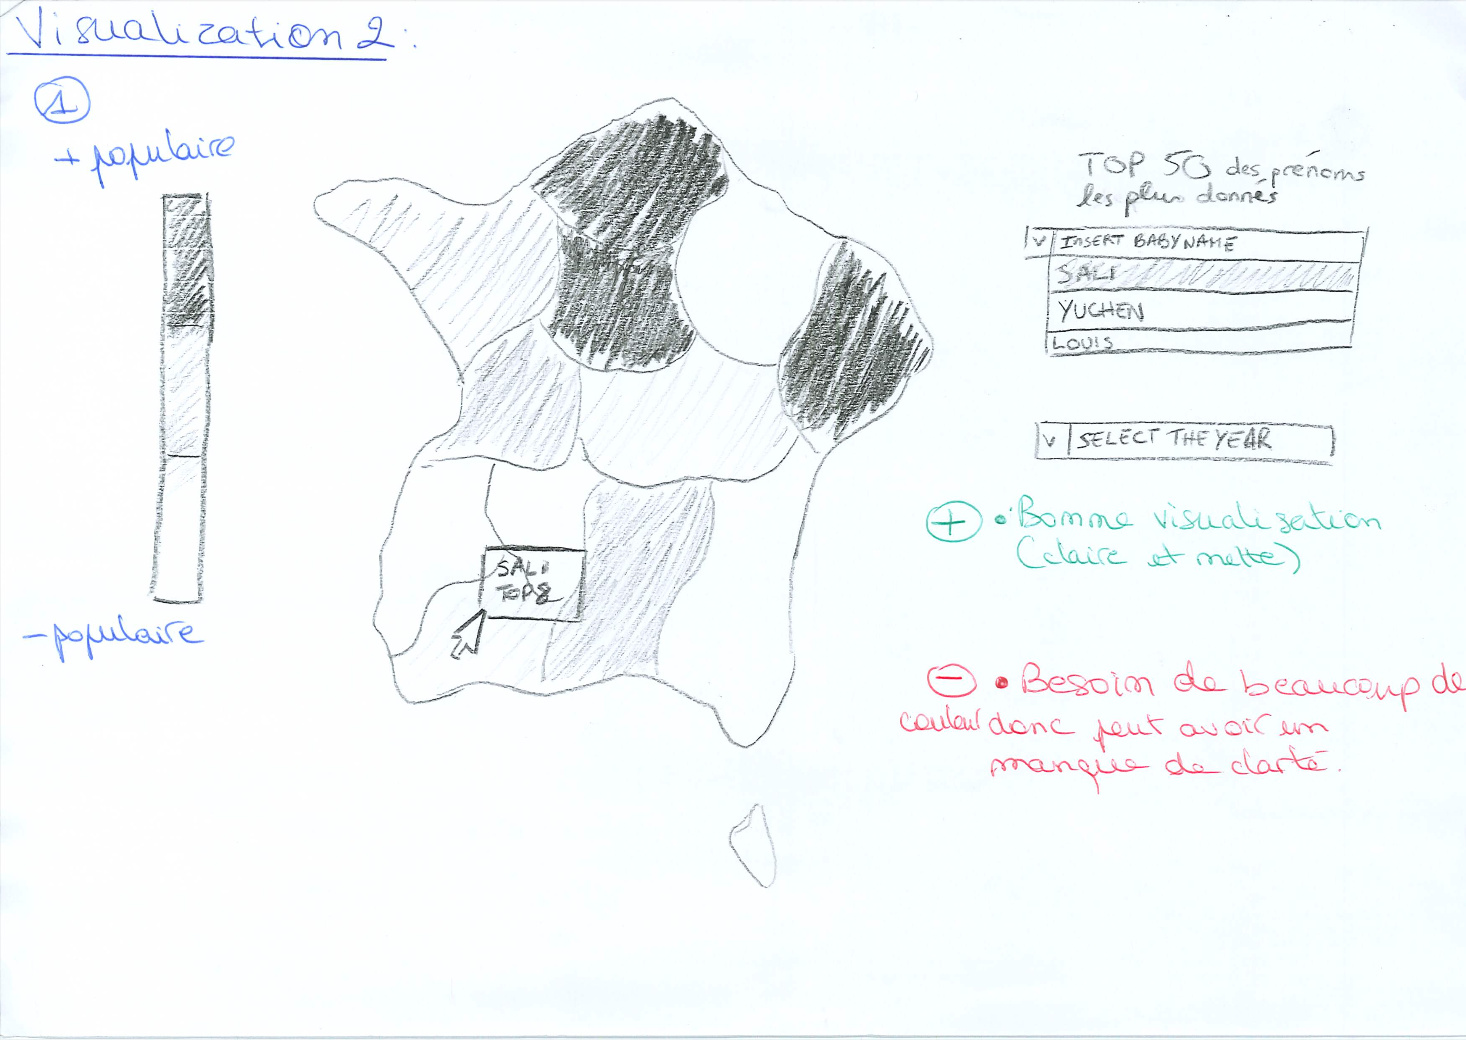 Visualization 2:
1
+ populaire
- populaire
SALI
TOP 8
TOP 50 des prénoms
les plus donnés
v INSERT BABYNAME
SALI
YUCHEN
LOUIS
v SELECT THE YEAR
+ • Bonne visualisation
(claire et nette)
- • Besoin de beaucoup de
couleur donc peut avoir un
manque de clarté.